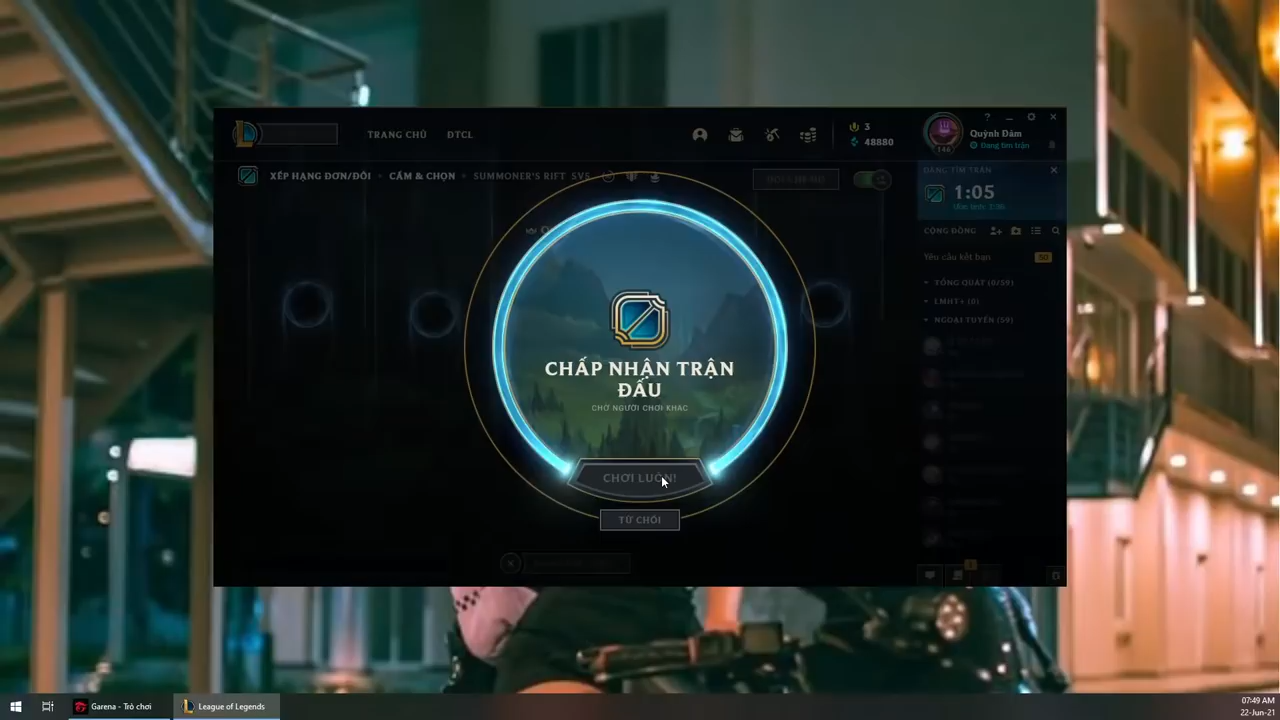 TRANG CHỦ
ĐTCL
3
48880
146
Quỳnh Đảm
Đang tìm trận
XẾP HẠNG ĐƠN/ĐÔI • CẤM & CHỌN • SUMMONER'S RIFT 5V5
ĐANG TÌM TRẬN
1:05
CỘNG ĐỒNG
Yêu cầu kết bạn
50
TỔNG QUÁT (0/59)
LMHT+ (0)
NGOẠI TUYẾN (59)
CHẤP NHẬN TRẬN
ĐẤU
CHỜ NGƯỜI CHƠI KHÁC
CHƠI LUÔN!
TỪ CHỐI
Garena - Trò chơi
League of Legends
07:49 AM
22-Jun-21